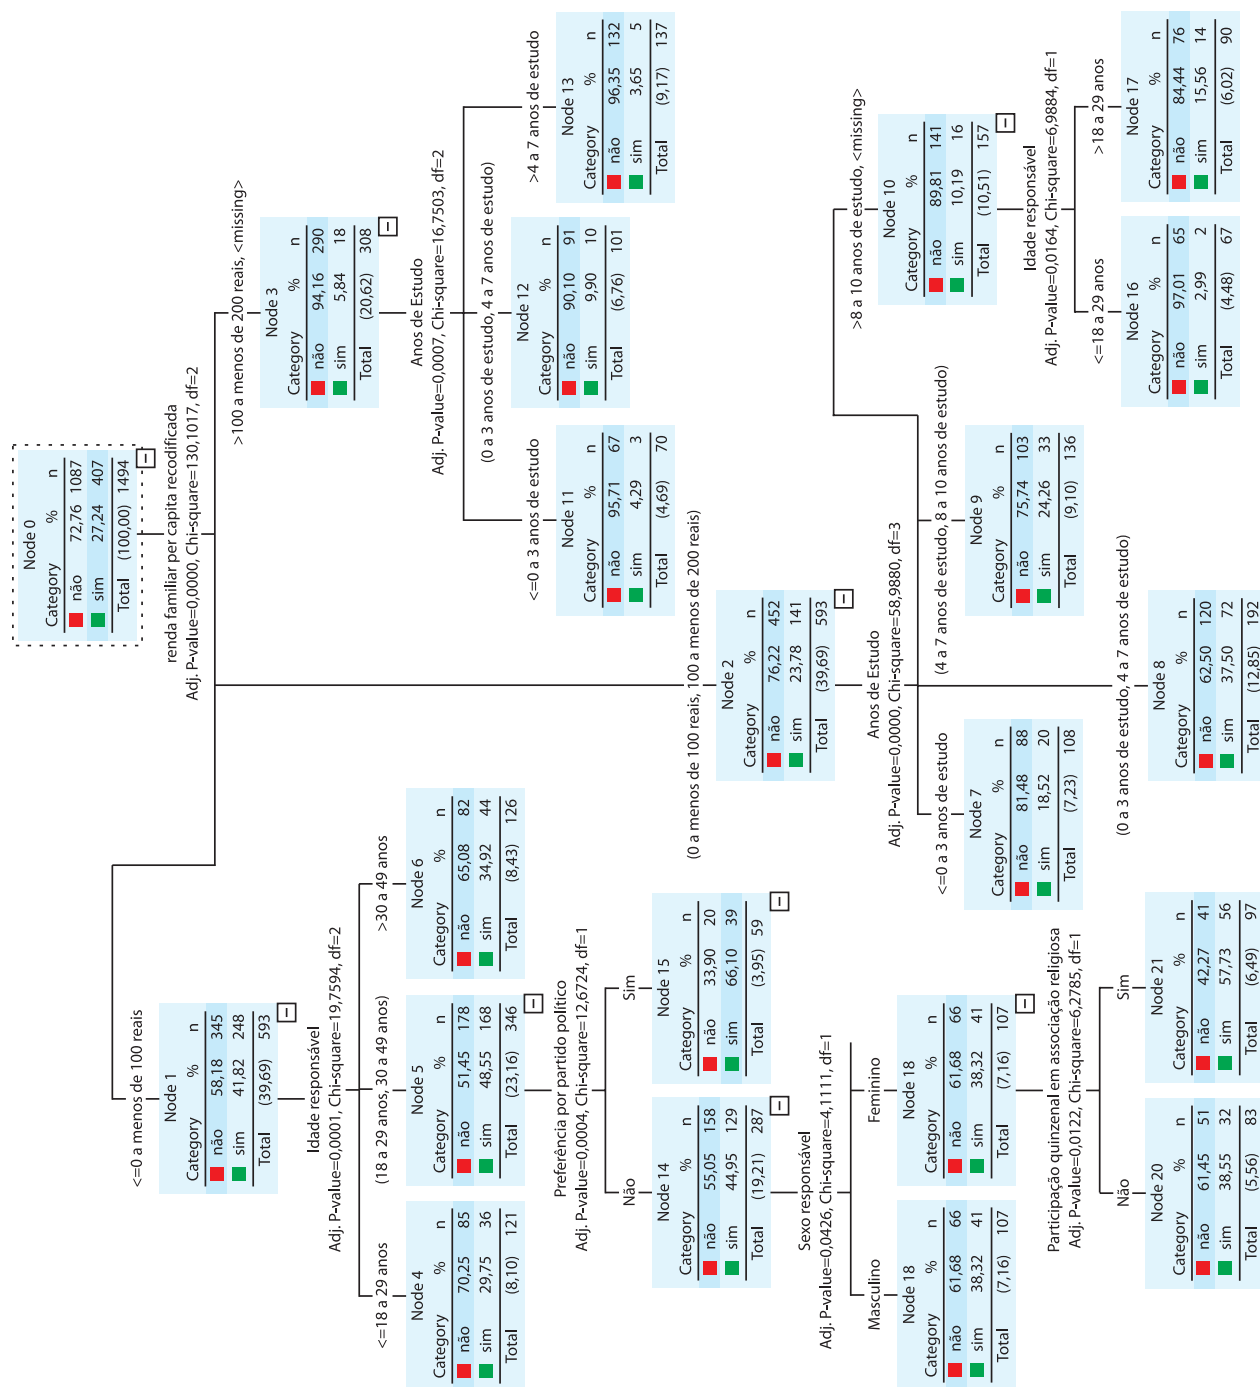 Node 0
Category % n
não 72,76 1087
sim 27,24 407
Total (100,00) 1494
renda familiar per capita recodificada
Adj. P-value=0,0000, Chi-square=130,1017, df=2
<=0 a menos de 100 reais
Node 1
Category % n
não 58,18 345
sim 41,82 248
Total (39,69) 593
Idade responsável
Adj. P-value=0,0001, Chi-square=19,7594, df=2
<=18 a 29 anos
Node 4
Category % n
não 70,25 85
sim 29,75 36
Total (8,10) 121
(18 a 29 anos, 30 a 49 anos)
Node 5
Category % n
não 51,45 178
sim 48,55 168
Total (23,16) 346
>30 a 49 anos
Node 6
Category % n
não 65,08 82
sim 34,92 44
Total (8,43) 126
Preferência por partido político
Adj. P-value=0,0004, Chi-square=12,6724, df=1
Não
Node 14
Category % n
não 55,05 158
sim 44,95 129
Total (19,21) 287
Sim
Node 15
Category % n
não 33,90 20
sim 66,10 39
Total (3,95) 59
Sexo responsável
Adj. P-value=0,0426, Chi-square=4,1111, df=1
Masculino
Node 18
Category % n
não 61,68 66
sim 38,32 41
Total (7,16) 107
Feminino
Node 18
Category % n
não 61,68 66
sim 38,32 41
Total (7,16) 107
Participação quinzenal em associação religiosa
Adj. P-value=0,0122, Chi-square=6,2785, df=1
Não
Node 20
Category % n
não 61,45 51
sim 38,55 32
Total (5,56) 83
Sim
Node 21
Category % n
não 42,27 41
sim 57,73 56
Total (6,49) 97
(0 a menos de 100 reais, 100 a menos de 200 reais)
Node 2
Category % n
não 76,22 452
sim 23,78 141
Total (39,69) 593
Anos de Estudo
Adj. P-value=0,0000, Chi-square=58,9880, df=3
<=0 a 3 anos de estudo
Node 7
Category % n
não 81,48 88
sim 18,52 20
Total (7,23) 108
(0 a 3 anos de estudo, 4 a 7 anos de estudo)
Node 8
Category % n
não 62,50 120
sim 37,50 72
Total (12,85) 192
(4 a 7 anos de estudo, 8 a 10 anos de estudo)
Node 9
Category % n
não 75,74 103
sim 24,26 33
Total (9,10) 136
>8 a 10 anos de estudo, <missing>
Node 10
Category % n
não 89,81 141
sim 10,19 16
Total (10,51) 157
Idade responsável
Adj. P-value=0,0164, Chi-square=6,9884, df=1
<=18 a 29 anos
Node 16
Category % n
não 97,01 65
sim 2,99 2
Total (4,48) 67
>18 a 29 anos
Node 17
Category % n
não 84,44 76
sim 15,56 14
Total (6,02) 90
>100 a menos de 200 reais, <missing>
Node 3
Category % n
não 94,16 290
sim 5,84 18
Total (20,62) 308
Anos de Estudo
Adj. P-value=0,0007, Chi-square=16,7503, df=2
<=0 a 3 anos de estudo
Node 11
Category % n
não 95,71 67
sim 4,29 3
Total (4,69) 70
(0 a 3 anos de estudo, 4 a 7 anos de estudo)
Node 12
Category % n
não 90,10 91
sim 9,90 10
Total (6,76) 101
>4 a 7 anos de estudo
Node 13
Category % n
não 96,35 132
sim 3,65 5
Total (9,17) 137